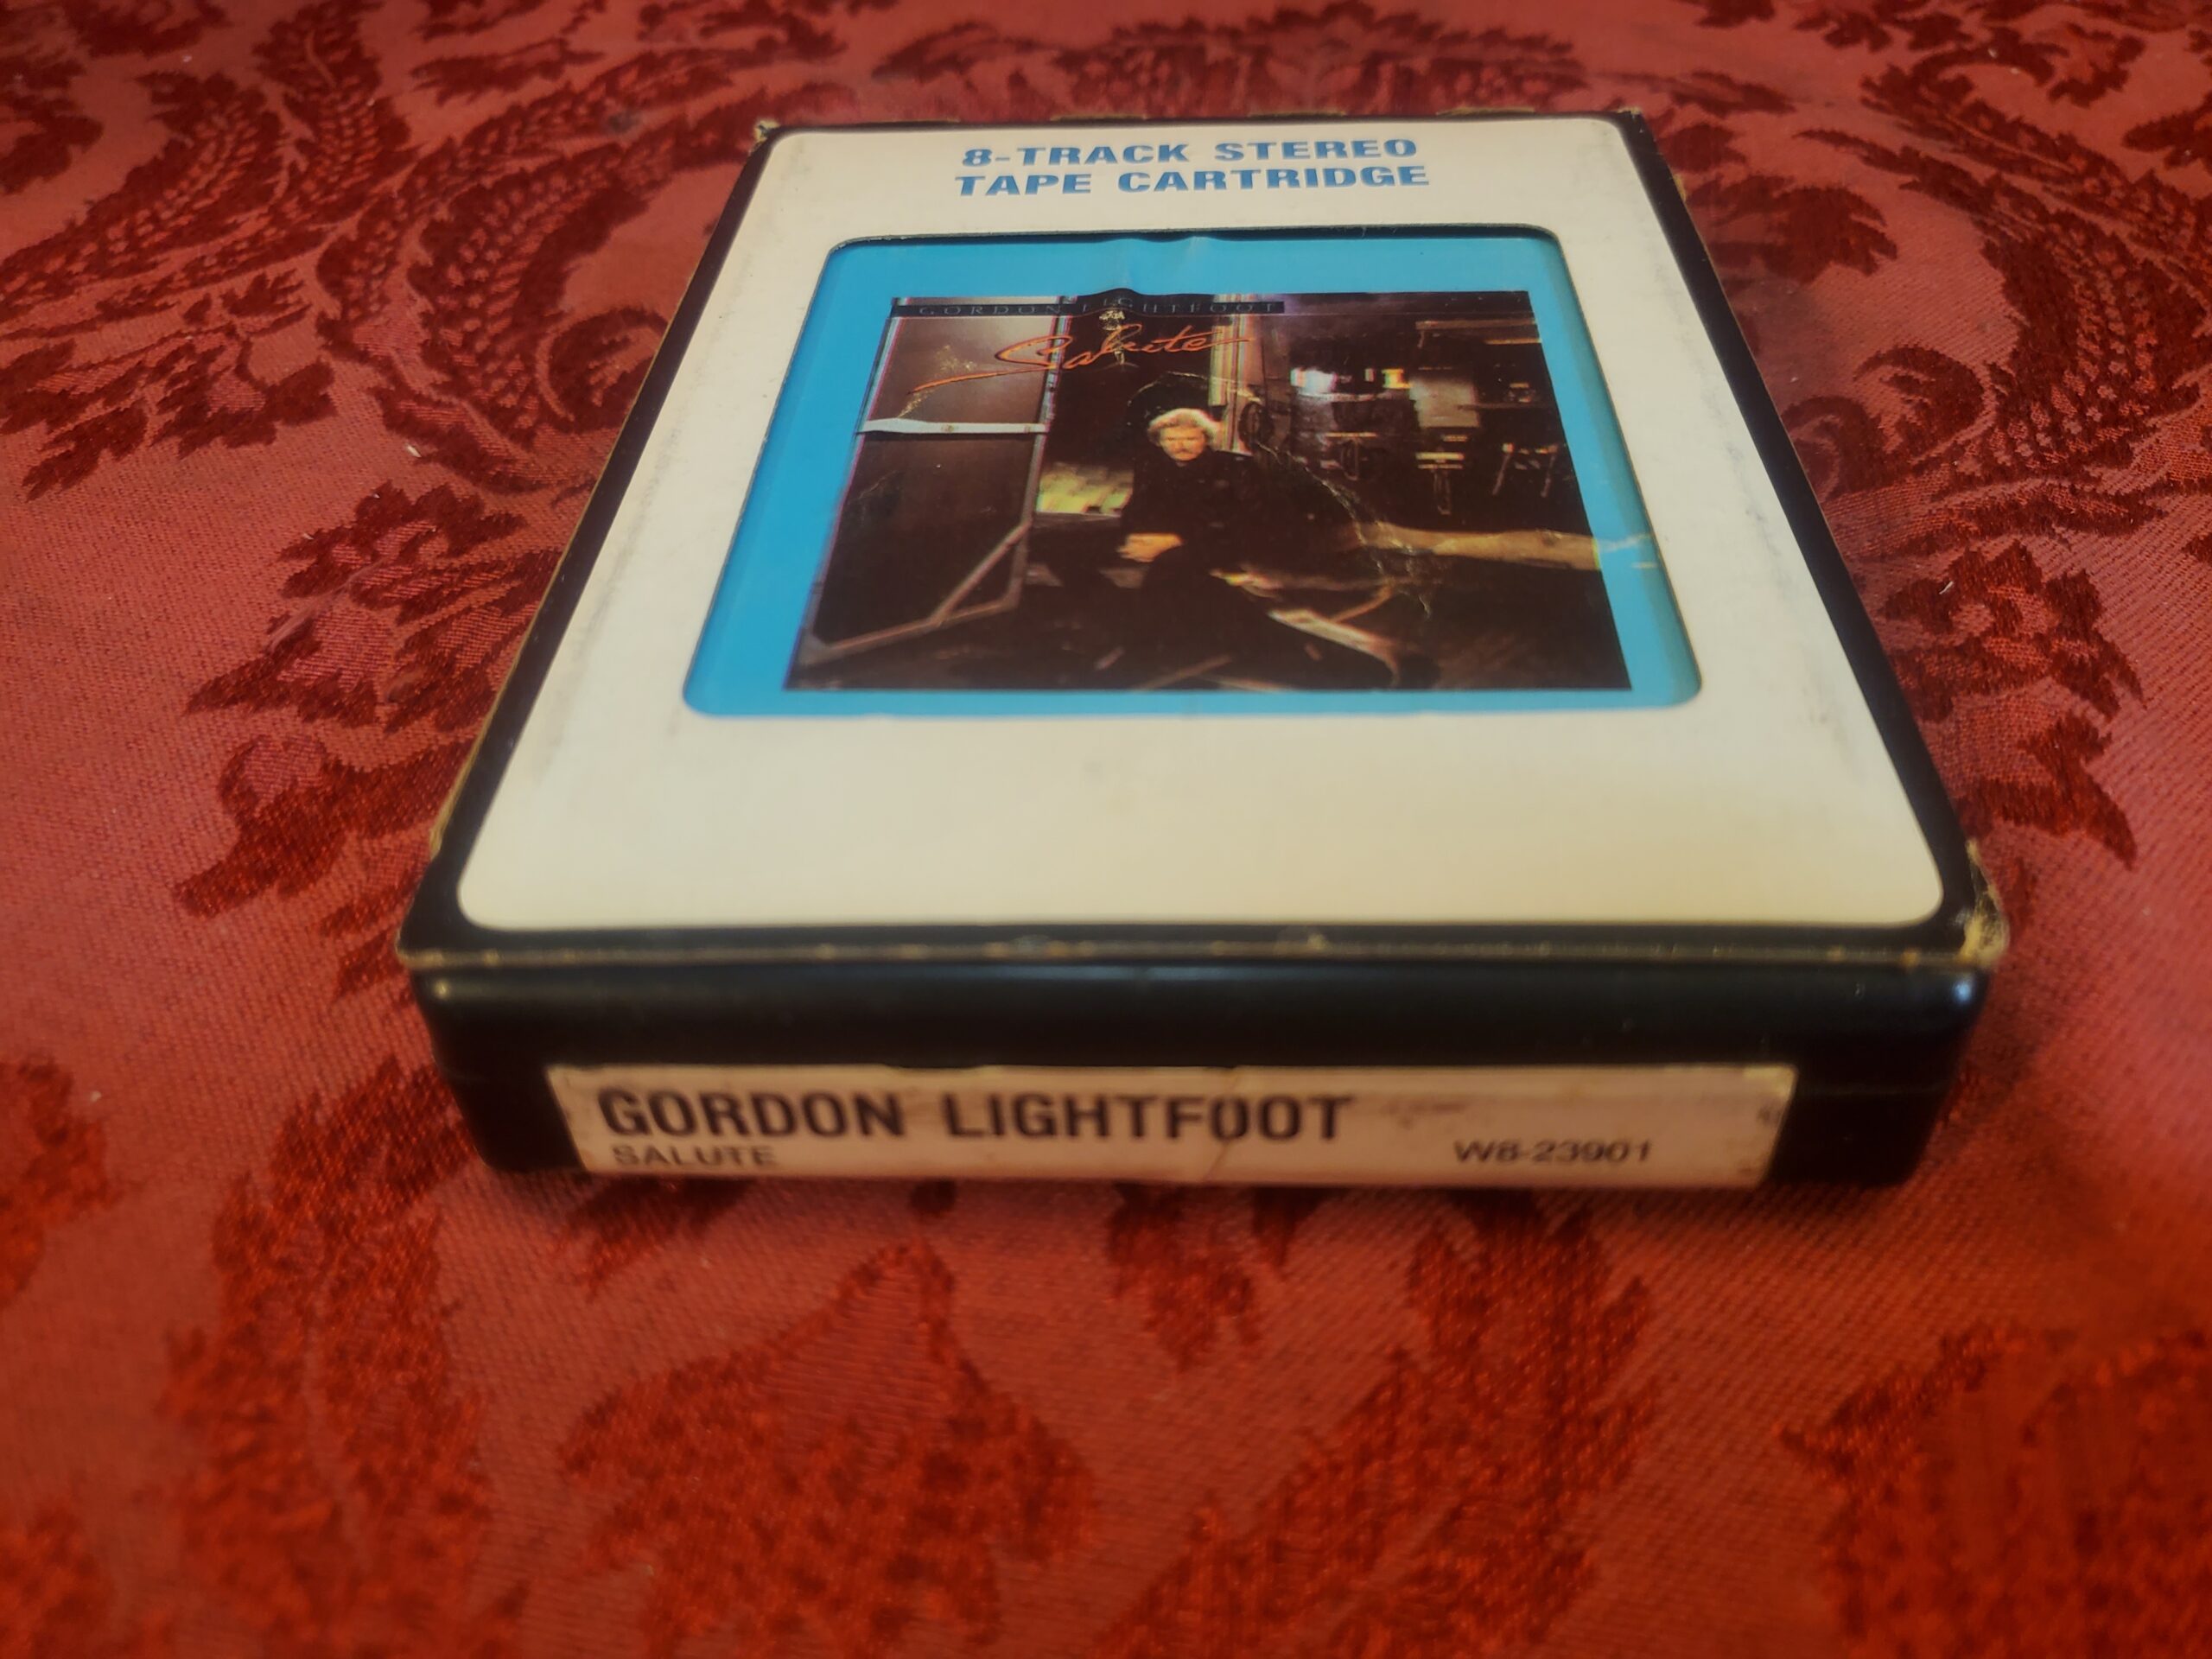 8-TRACK STEREO
TAPE CARTRIDGE
GORDON LIGHTFOOT
Salute
GORDON LIGHTFOOT
SALUTE
W8-23901